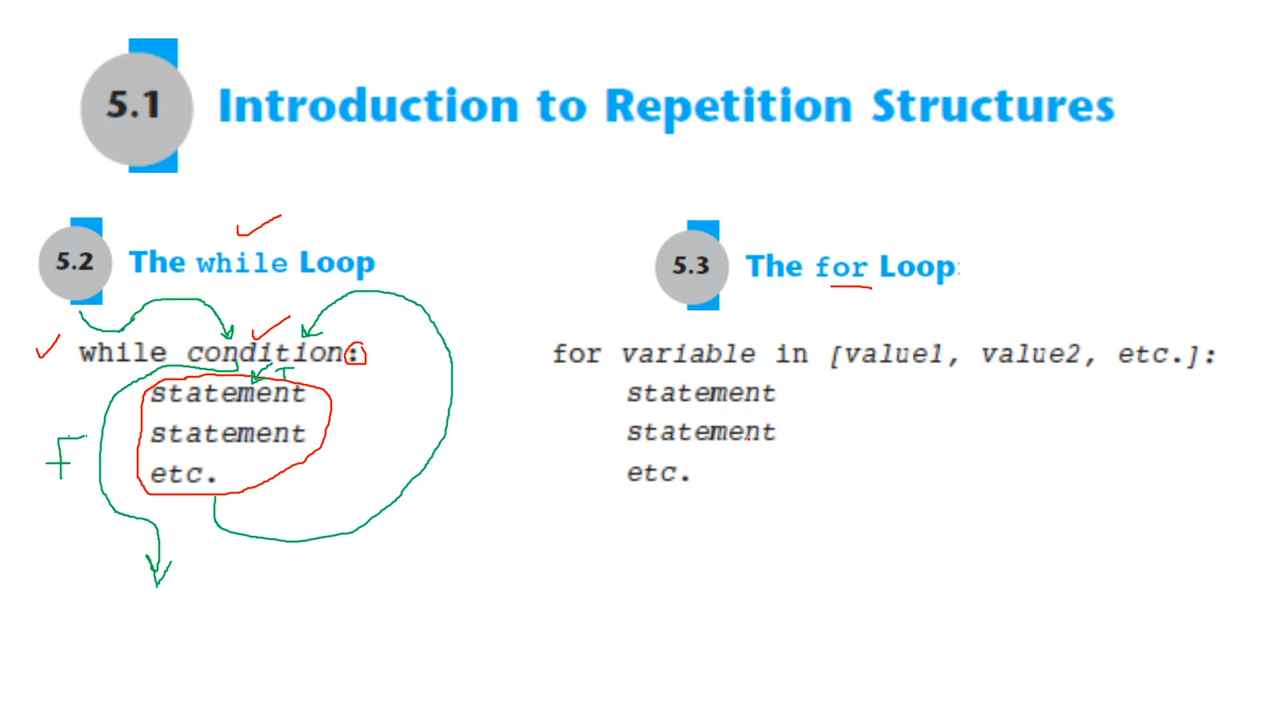 5.1 Introduction to Repetition Structures
5.2 The while Loop
while condition:
T
statement
statement
etc.
F
5.3 The for Loop
for variable in [value1, value2, etc.]:
statement
statement
etc.